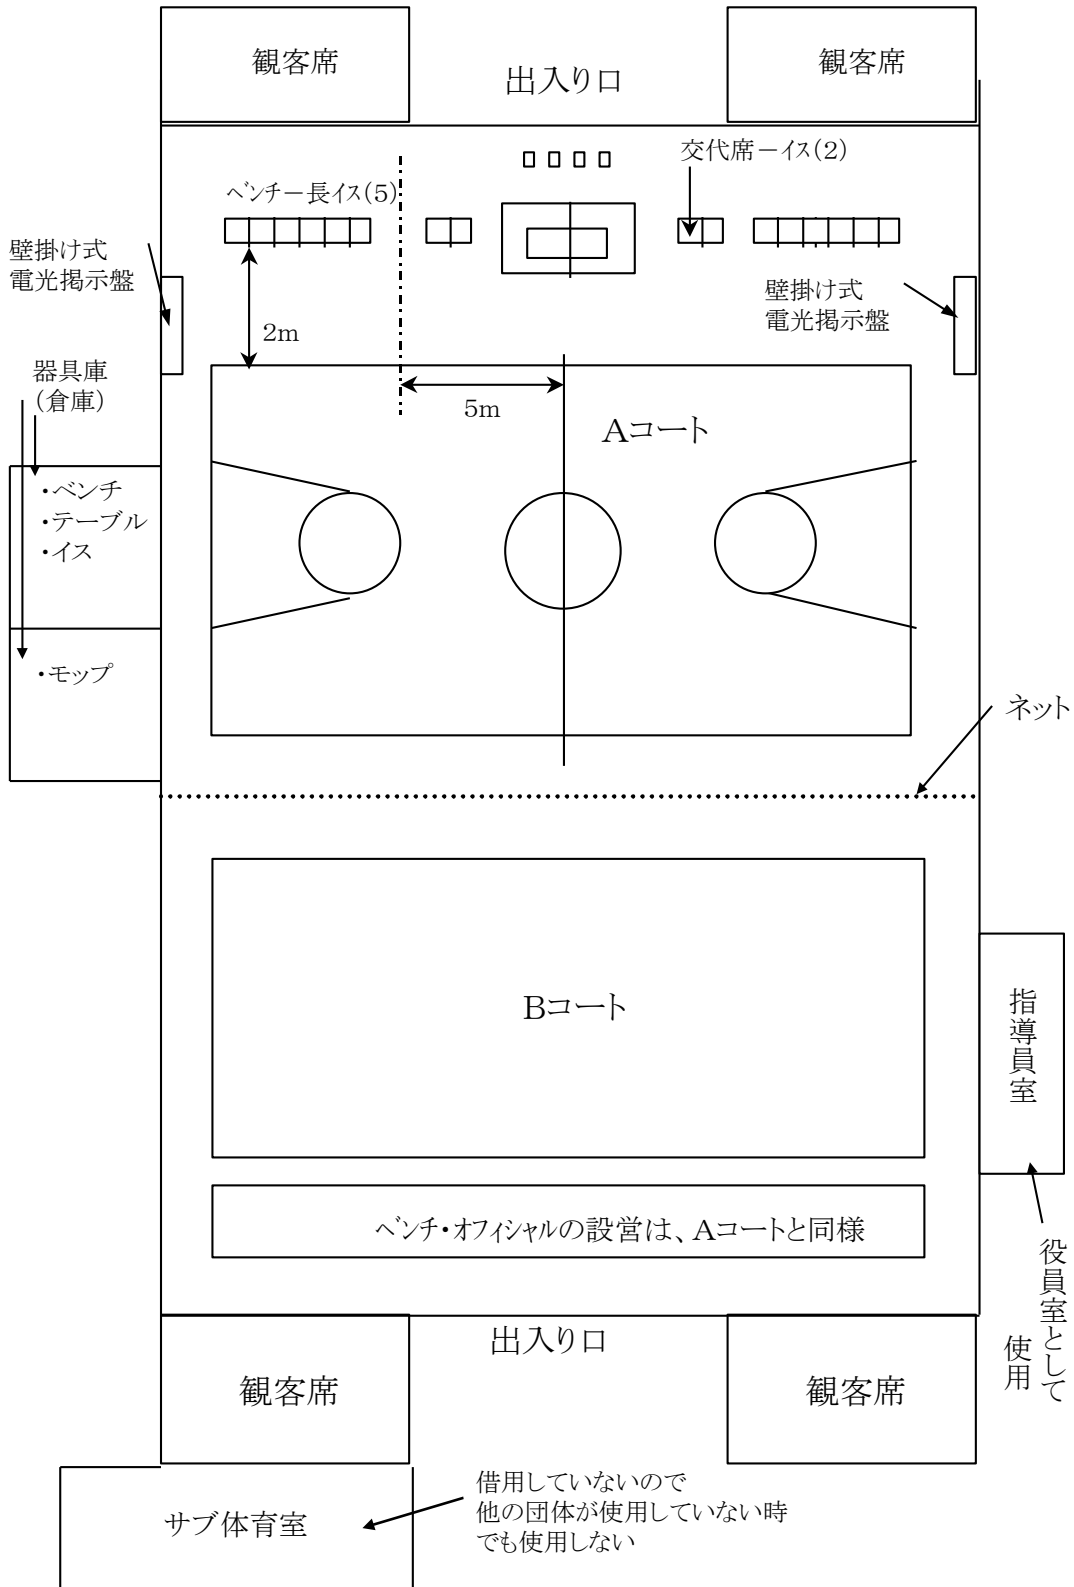 観客席
観客席
出入り口
交代席－イス(2)
ベンチ－長イス(5)
壁掛け式
電光掲示盤
壁掛け式
電光掲示盤
2m
器具庫
(倉庫)
5m
Aコート
・ベンチ
・テーブル
・イス
・モップ
ネット
Bコート
指導員室
ベンチ・オフィシャルの設営は、Aコートと同様
役員室として
使用
出入り口
観客席
観客席
借用していないので
他の団体が使用していない時
でも使用しない
サブ体育室